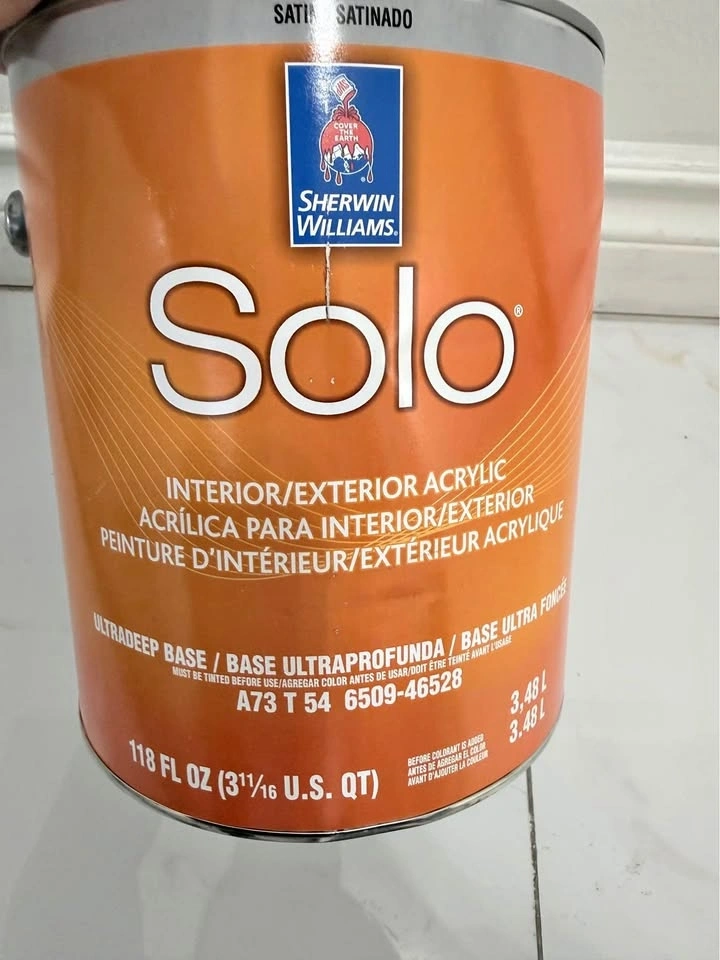 SATIN SATINADO
COVER
THE
EARTH
SHERWIN
WILLIAMS®
Solo®
INTERIOR/EXTERIOR ACRYLIC
ACRÍLICA PARA INTERIOR/EXTERIOR
PEINTURE D'INTÉRIEUR/EXTÉRIEUR ACRYLIQUE
ULTRADEEP BASE / BASE ULTRAPROFUNDA / BASE ULTRA FONCÉE
MUST BE TINTED BEFORE USE/AGREGAR COLOR ANTES DE USAR/DOIT ÊTRE TEINTÉ AVANT L'USAGE
A73 T 54 6509-46528
3,48 L
3.48 L
118 FL OZ (3 11/16 U.S. QT)
BEFORE COLORANT IS ADDED
ANTES DE AGREGAR EL COLOR
AVANT D'AJOUTER LA COULEUR